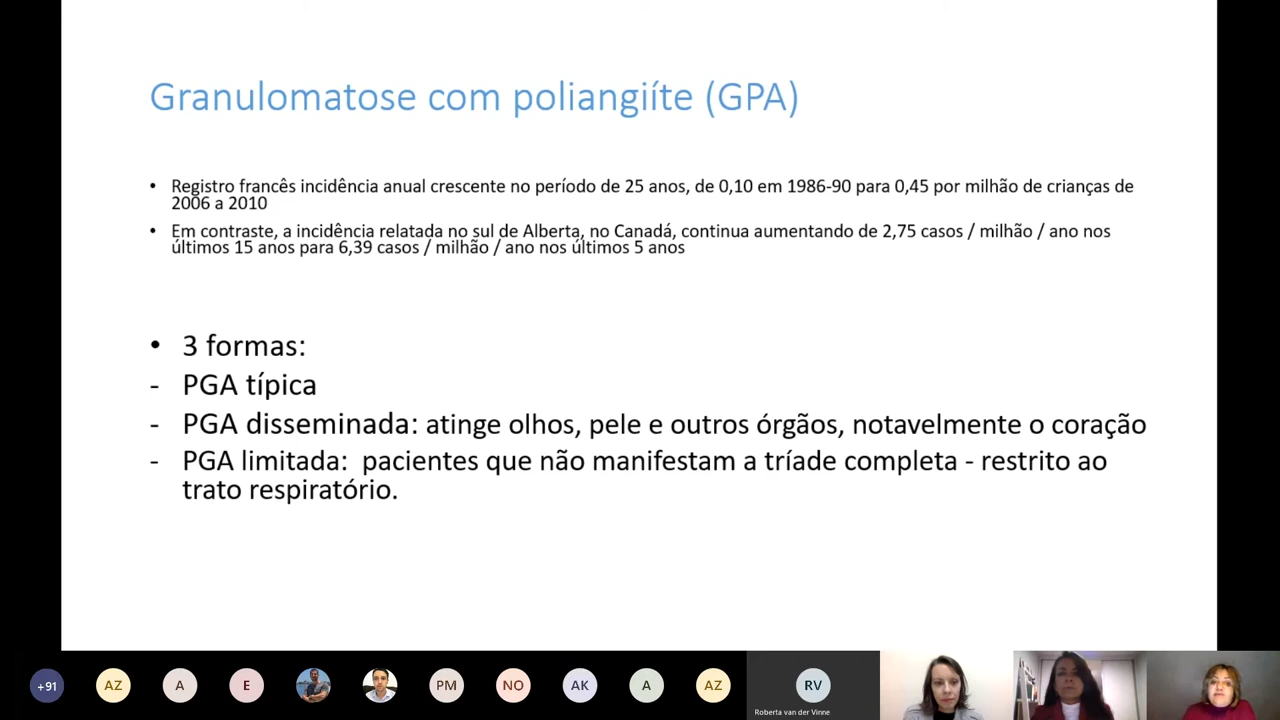 Granulomatose com poliangiíte (GPA)
• Registro francês incidência anual crescente no período de 25 anos, de 0,10 em 1986-90 para 0,45 por milhão de crianças de
2006 a 2010
• Em contraste, a incidência relatada no sul de Alberta, no Canadá, continua aumentando de 2,75 casos / milhão / ano nos
últimos 15 anos para 6,39 casos / milhão / ano nos últimos 5 anos
• 3 formas:
- PGA típica
- PGA disseminada: atinge olhos, pele e outros órgãos, notavelmente o coração
- PGA limitada: pacientes que não manifestam a tríade completa - restrito ao
trato respiratório.
+91 AZ A E PM NO AK A AZ RV
Roberta van der Vinne